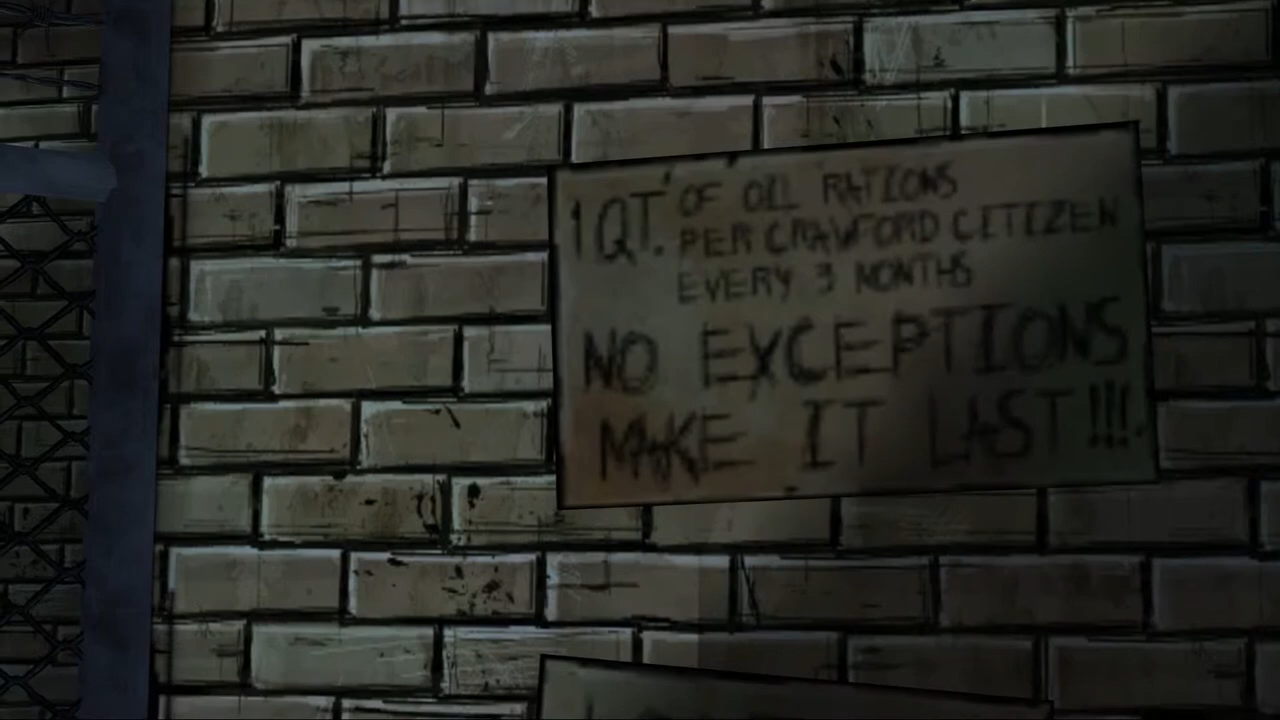 1 QT. OF OIL RATIONS
PER CRAWFORD CITIZEN
EVERY 3 MONTHS
NO EXCEPTIONS
MAKE IT LAST!!!